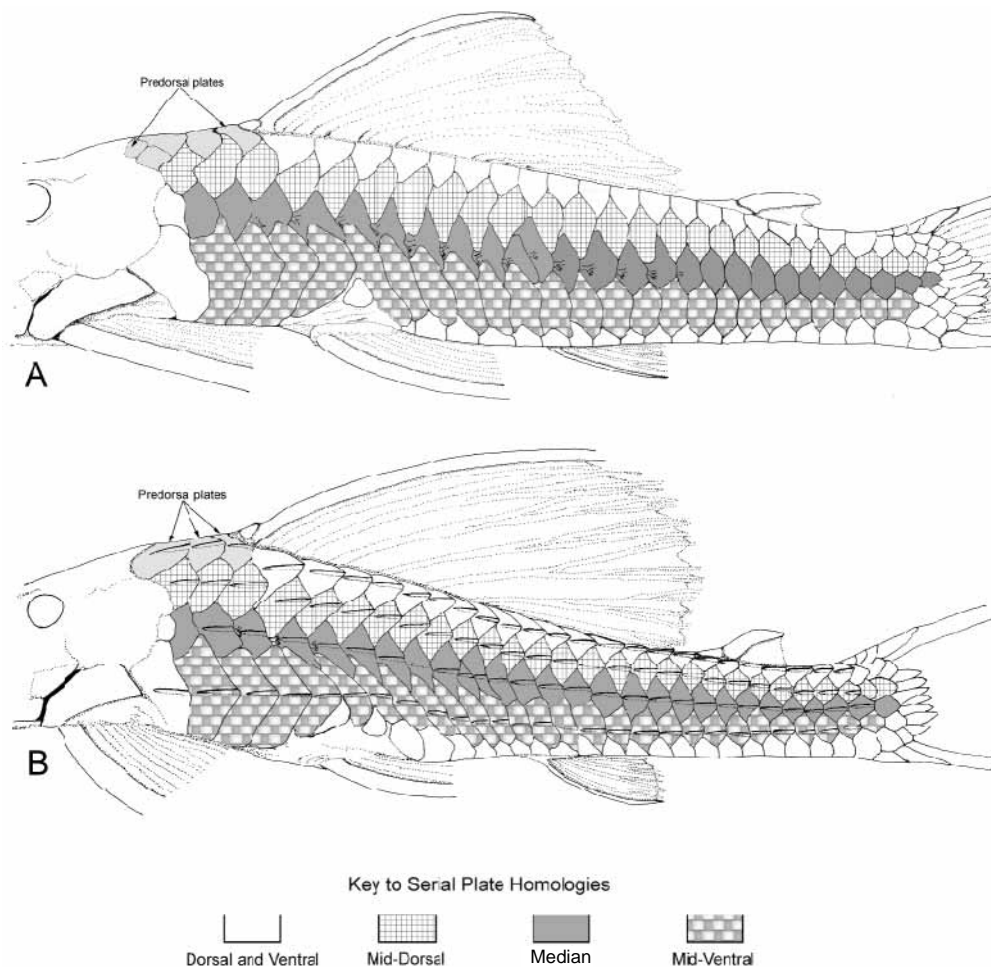 Predorsal plates
A
Predorsa plates
B
Key to Serial Plate Homologies
Dorsal and Ventral Mid-Dorsal Median Mid-Ventral